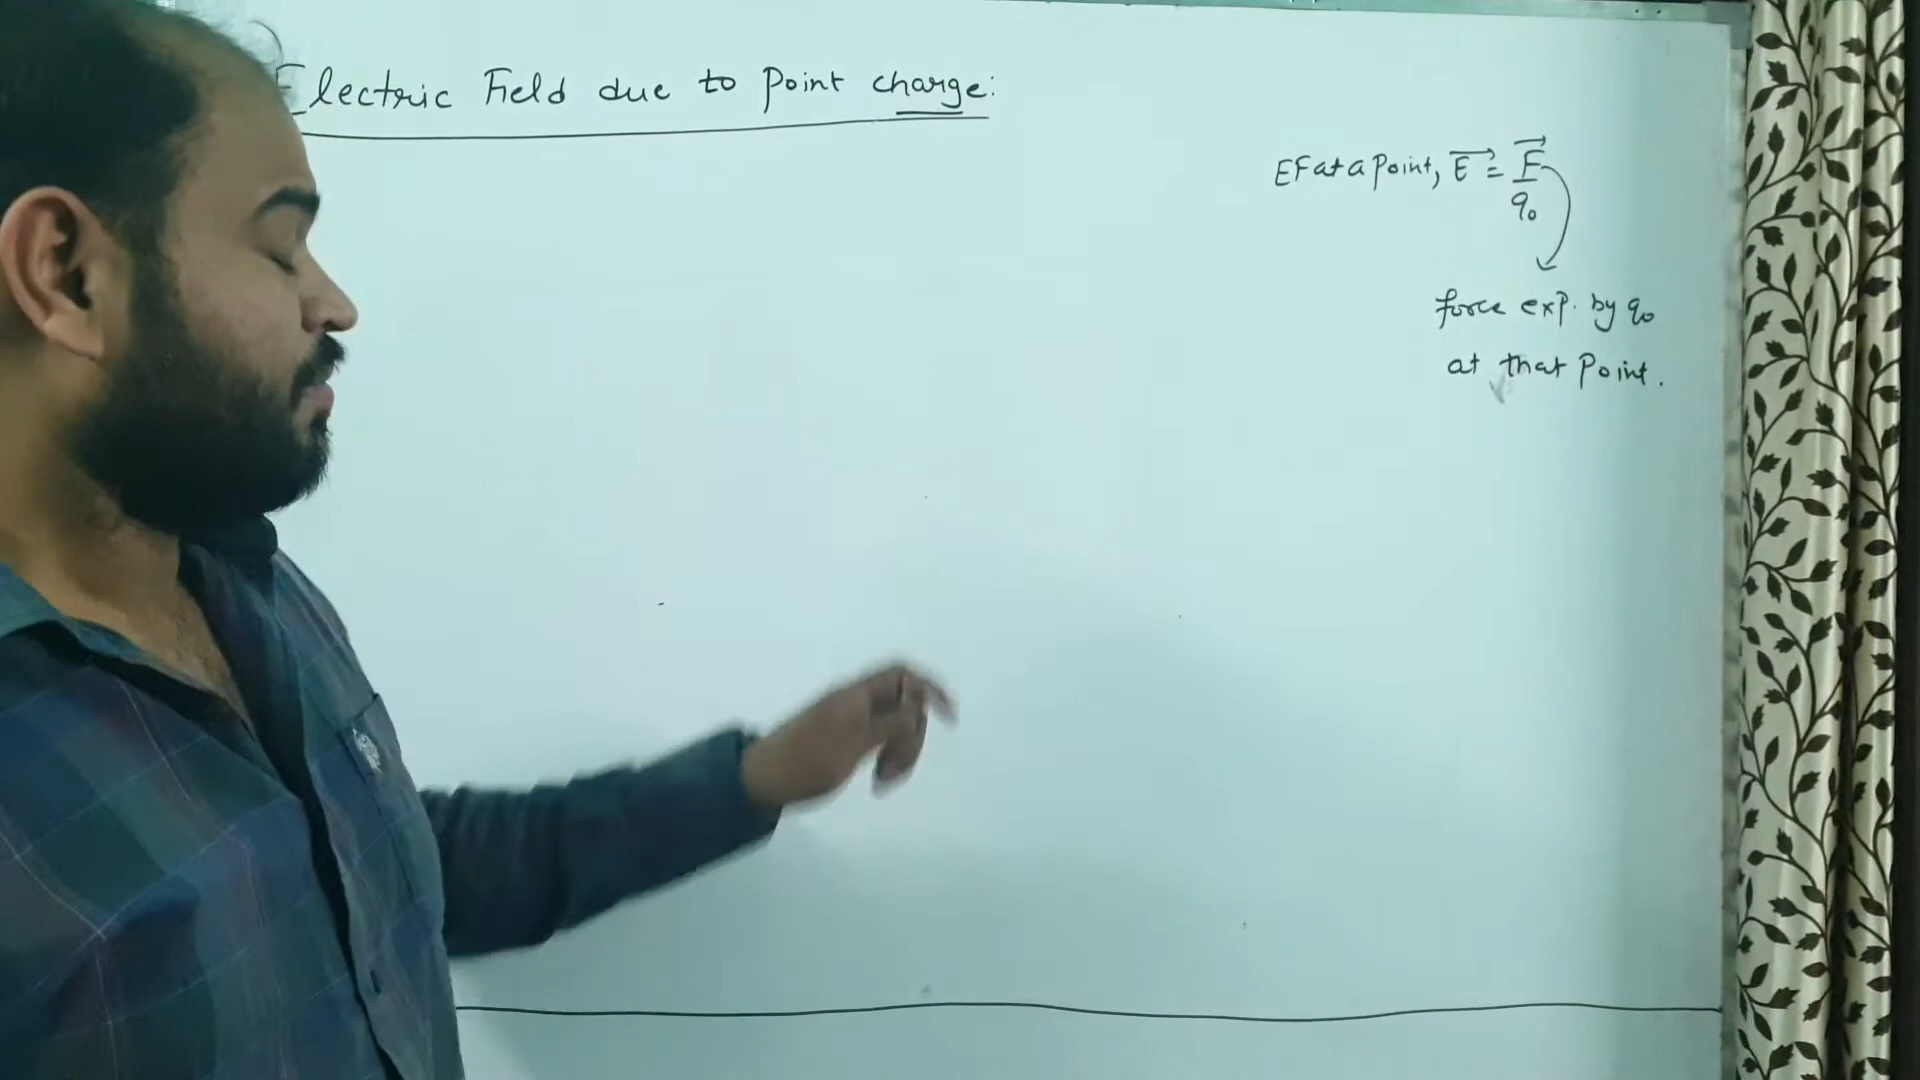 Electric Field due to Point charge:
EF at a Point, E⃗ = F⃗/q₀
force exp. by q₀
at that Point.